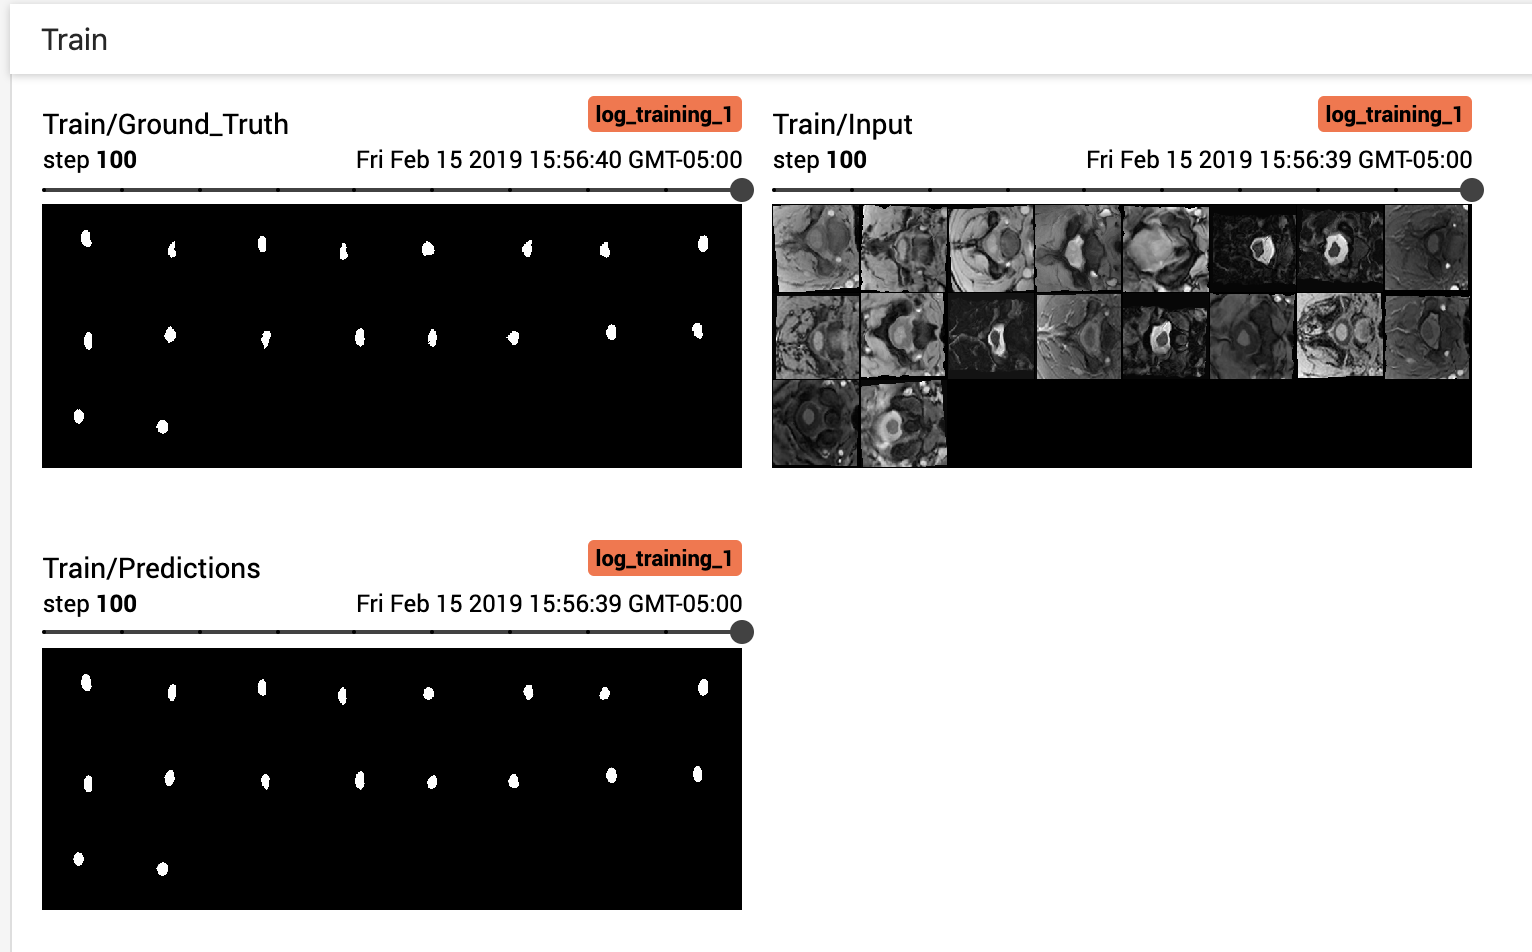 Train
Train/Ground_Truth
log_training_1
step 100
Fri Feb 15 2019 15:56:40 GMT-05:00
Train/Input
log_training_1
step 100
Fri Feb 15 2019 15:56:39 GMT-05:00
Train/Predictions
log_training_1
step 100
Fri Feb 15 2019 15:56:39 GMT-05:00